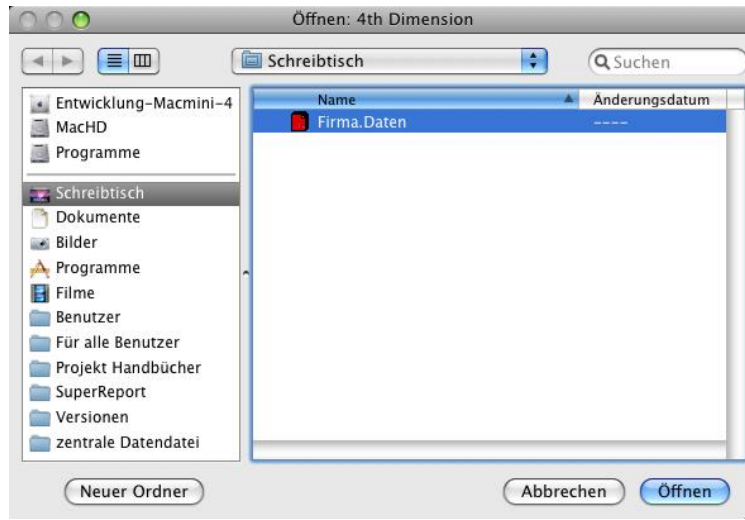 Öffnen: 4th Dimension
Schreibtisch
Suchen
Entwicklung-Macmini-4
MacHD
Programme
Schreibtisch
Dokumente
Bilder
Programme
Filme
Benutzer
Für alle Benutzer
Projekt Handbücher
SuperReport
Versionen
zentrale Datendatei
Name Änderungsdatum
Firma.Daten ----
Neuer Ordner Abbrechen Öffnen